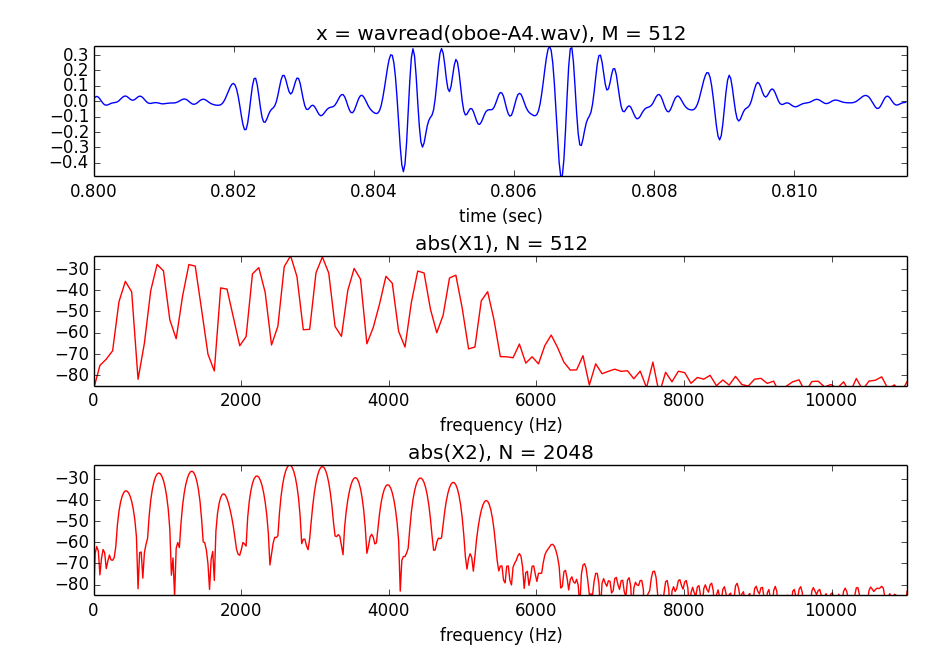 x = wavread(oboe-A4.wav), M = 512
0.3
0.2
0.1
0.0
−0.1
−0.2
−0.3
−0.4
0.800 0.802 0.804 0.806 0.808 0.810
time (sec)
abs(X1), N = 512
−30
−40
−50
−60
−70
−80
0 2000 4000 6000 8000 10000
frequency (Hz)
abs(X2), N = 2048
−30
−40
−50
−60
−70
−80
0 2000 4000 6000 8000 10000
frequency (Hz)